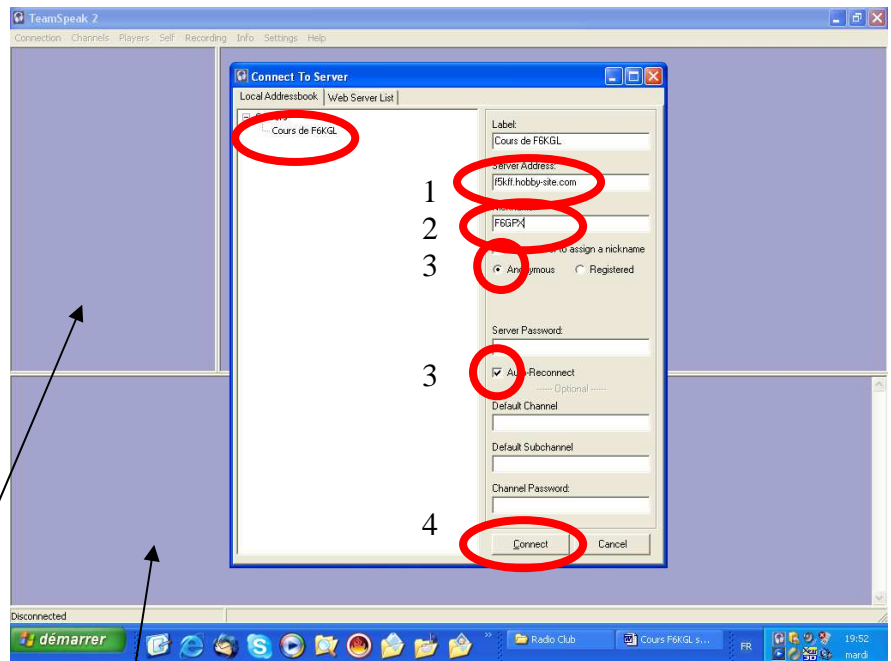 TeamSpeak 2
Connection Channels Players Self Recording Info Settings Help
Connect To Server
Local Addressbook Web Server List
Cours de F6KGL
Label:
Cours de F6KGL
Server Address:
1 f5kff.hobby-site.com
2 F6GPX
to assign a nickname
3 Anonymous Registered
Server Password:
3 Auto-Reconnect
----- Optional -----
Default Channel
Default Subchannel
Channel Password:
4 Connect Cancel
Disconnected
démarrer » Radio Club Cours F6KGL s... FR 19:52
mardi